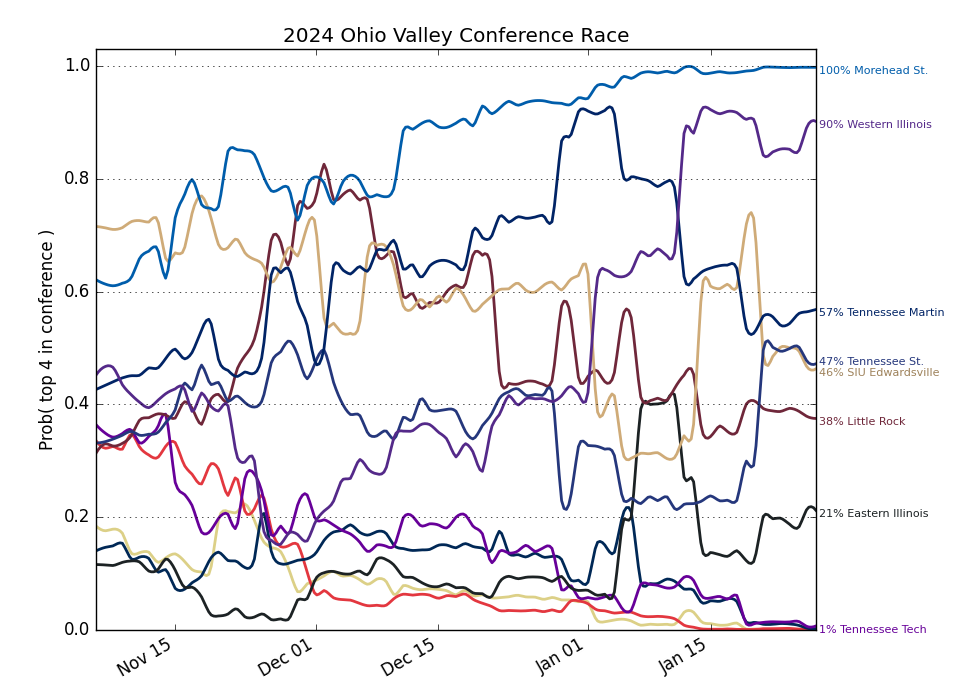 2024 Ohio Valley Conference Race
1.0
0.8
0.6
0.4
0.2
0.0
Prob( top 4 in conference )
100% Morehead St.
90% Western Illinois
57% Tennessee Martin
47% Tennessee St.
46% SIU Edwardsville
38% Little Rock
21% Eastern Illinois
1% Tennessee Tech
Nov 15
Dec 01
Dec 15
Jan 01
Jan 15